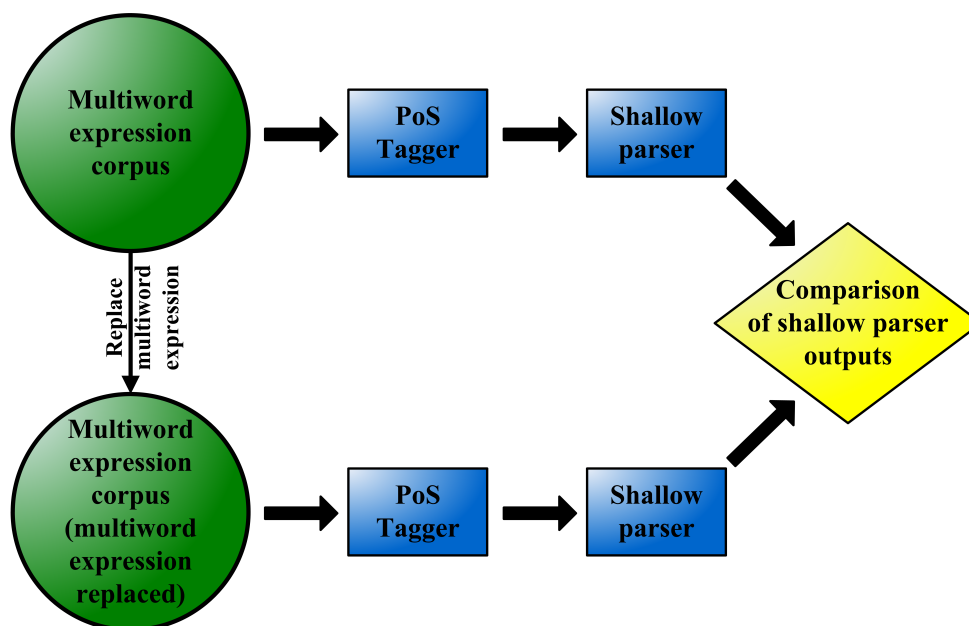 Multiword
expression
corpus
PoS
Tagger
Shallow
parser
Replace
multiword
expression
Comparison
of shallow parser
outputs
Multiword
expression
corpus
(multiword
expression
replaced)
PoS
Tagger
Shallow
parser